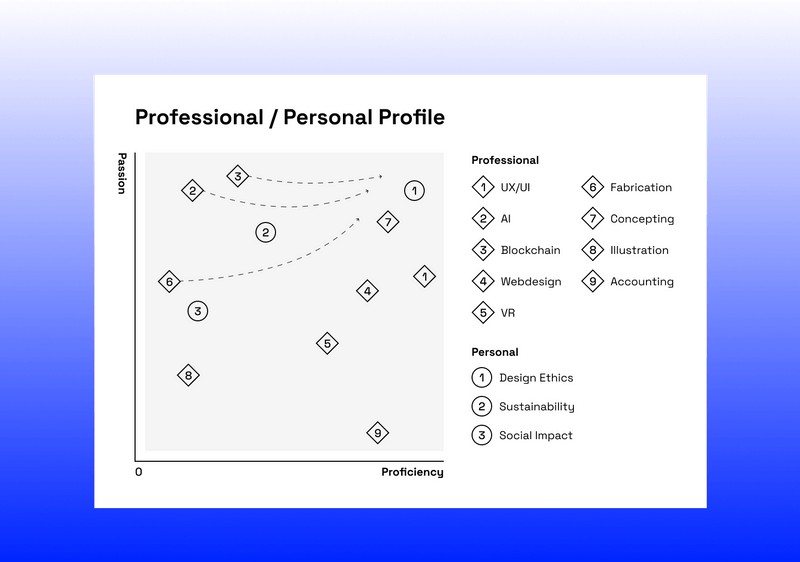 Professional / Personal Profile
Passion
3
2
1
7
2
6
1
4
3
5
8
9
0
Proficiency
Professional
1 UX/UI
2 AI
3 Blockchain
4 Webdesign
5 VR
6 Fabrication
7 Concepting
8 Illustration
9 Accounting
Personal
1 Design Ethics
2 Sustainability
3 Social Impact